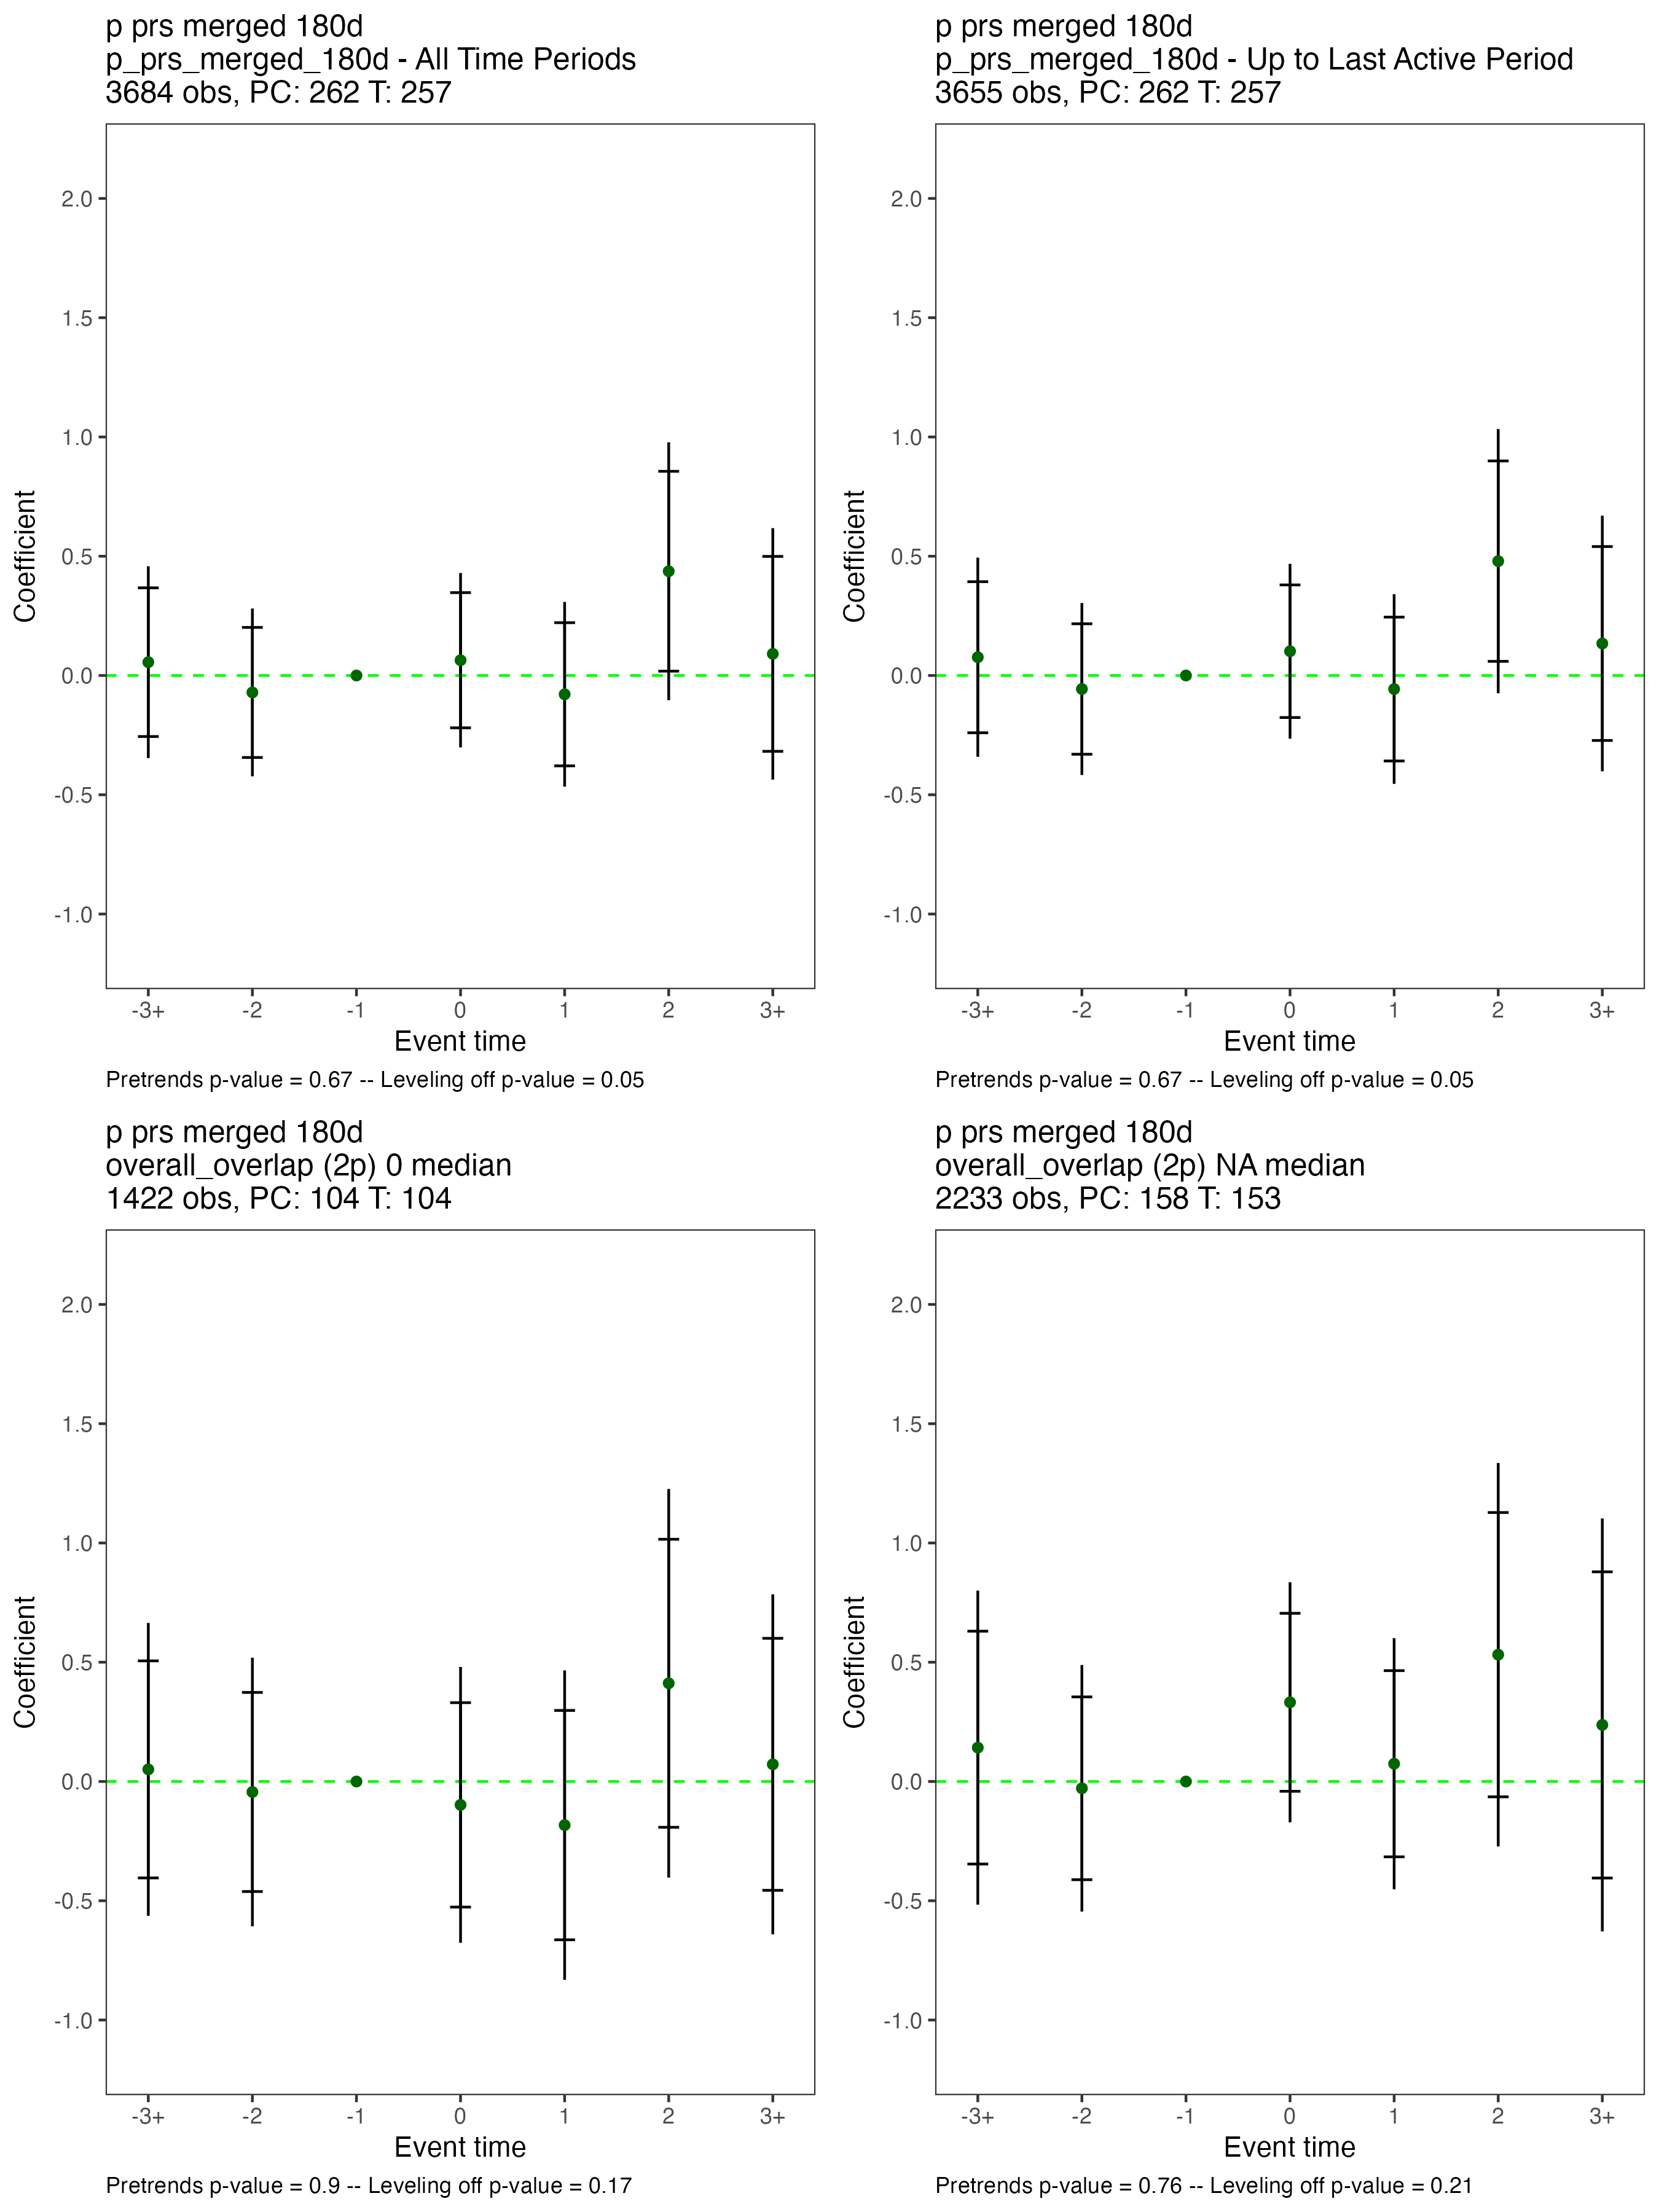 p prs merged 180d
p_prs_merged_180d - All Time Periods
3684 obs, PC: 262 T: 257
2.0
1.5
1.0
0.5
0.0
-0.5
-1.0
Coefficient
-3+ -2 -1 0 1 2 3+
Event time
Pretrends p-value = 0.67 -- Leveling off p-value = 0.05
p prs merged 180d
p_prs_merged_180d - Up to Last Active Period
3655 obs, PC: 262 T: 257
2.0
1.5
1.0
0.5
0.0
-0.5
-1.0
Coefficient
-3+ -2 -1 0 1 2 3+
Event time
Pretrends p-value = 0.67 -- Leveling off p-value = 0.05
p prs merged 180d
overall_overlap (2p) 0 median
1422 obs, PC: 104 T: 104
2.0
1.5
1.0
0.5
0.0
-0.5
-1.0
Coefficient
-3+ -2 -1 0 1 2 3+
Event time
Pretrends p-value = 0.9 -- Leveling off p-value = 0.17
p prs merged 180d
overall_overlap (2p) NA median
2233 obs, PC: 158 T: 153
2.0
1.5
1.0
0.5
0.0
-0.5
-1.0
Coefficient
-3+ -2 -1 0 1 2 3+
Event time
Pretrends p-value = 0.76 -- Leveling off p-value = 0.21